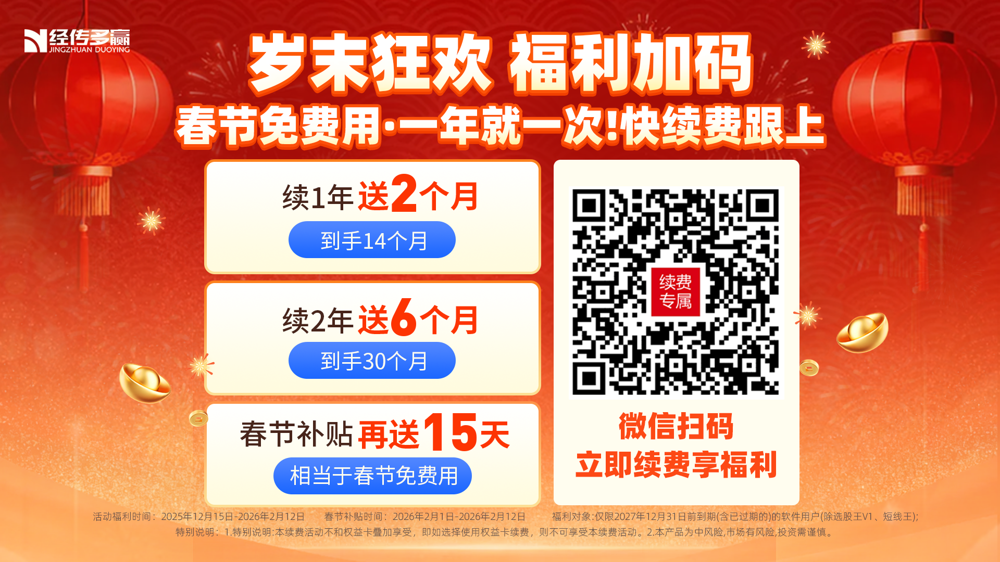 经传多赢
JINGZHUAN DUOYING
岁末狂欢 福利加码
春节免费用·一年就一次!快续费跟上
续1年送2个月
到手14个月
续2年送6个月
到手30个月
春节补贴再送15天
相当于春节免费用
续费
专属
微信扫码
立即续费享福利
活动福利时间：2025年12月15日-2026年2月12日 春节补贴时间：2026年2月1日-2026年2月12日 福利对象:仅限2027年12月31日前到期(含已过期的)的软件用户(除选股王V1、短线王);
特别说明：1.特别说明:本续费活动不和权益卡叠加享受，即如选择使用权益卡续费，则不可享受本续费活动。2.本产品为中风险,市场有风险,投资需谨慎。